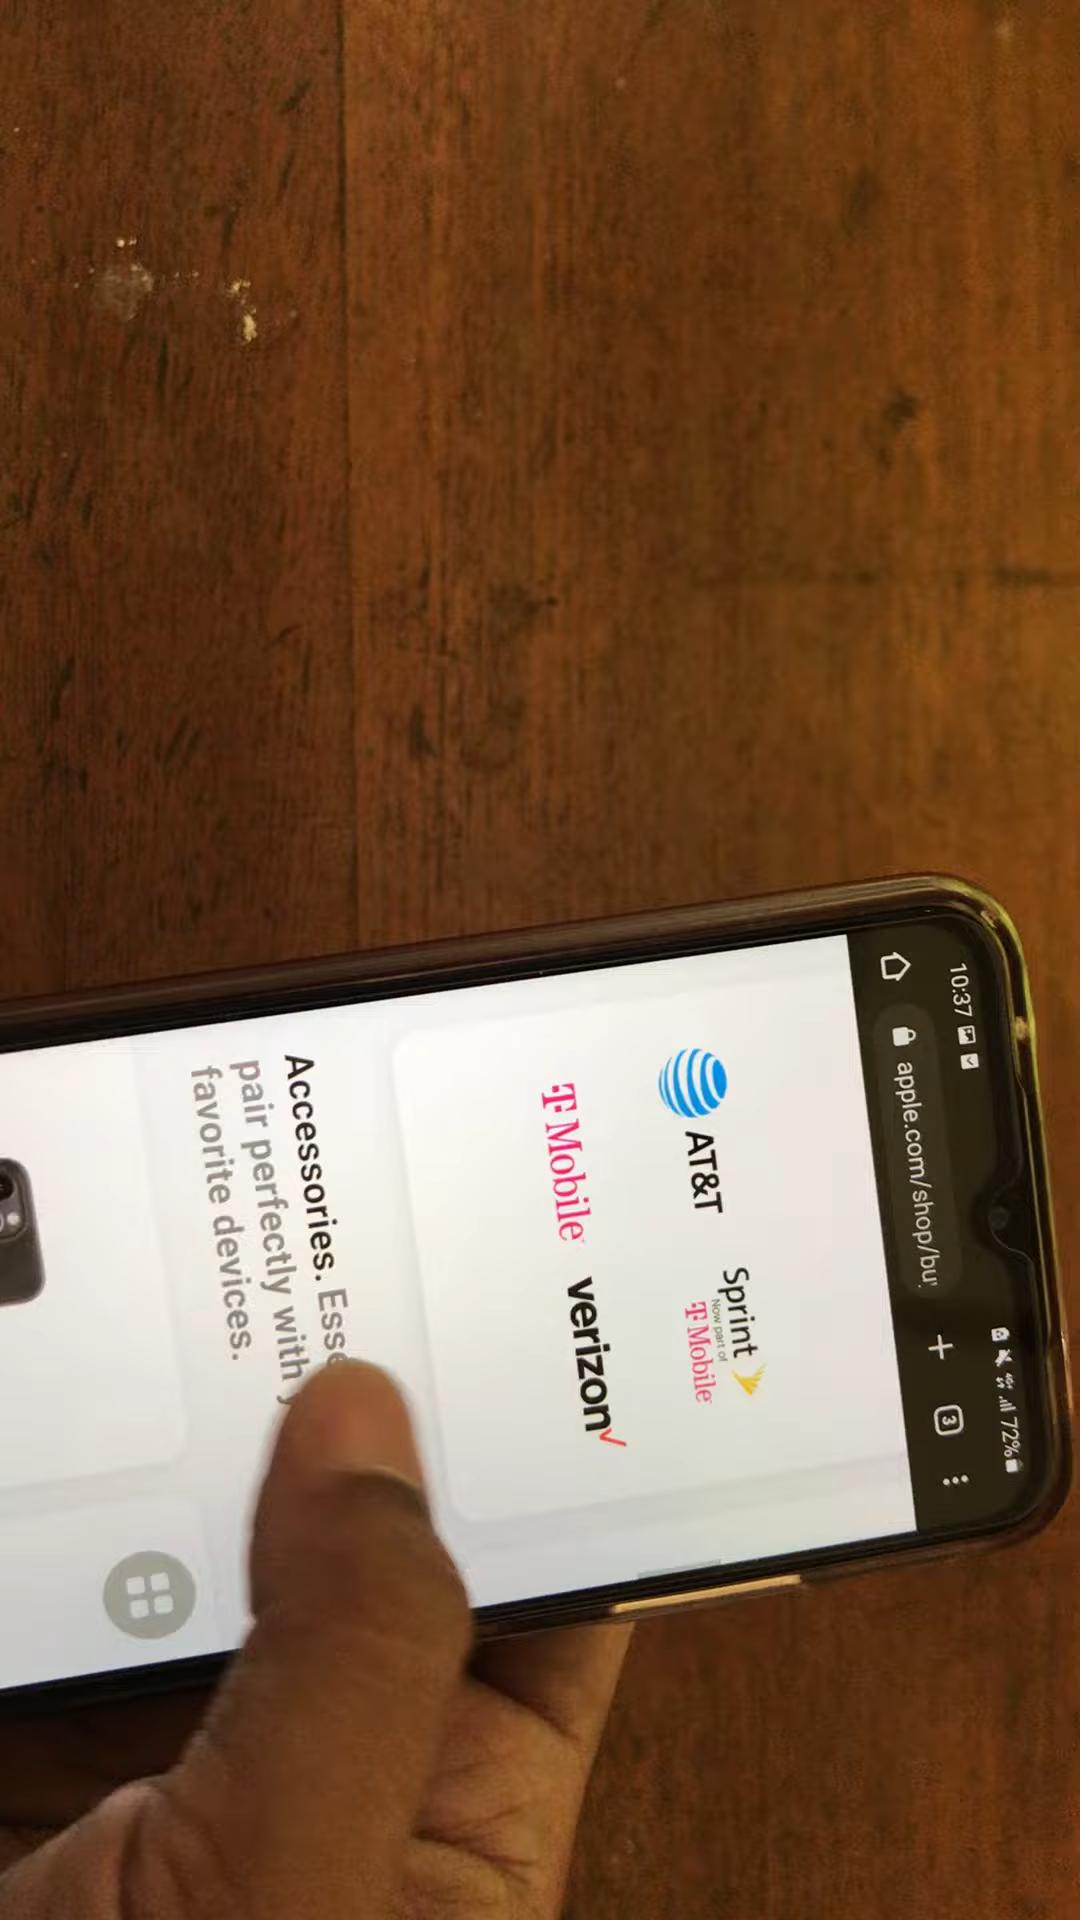 10:37
72%
apple.com/shop/bu
3
AT&T
Sprint
Now part of
T Mobile
T Mobile
verizon
Accessories.
pair perfectly with
favorite devices.